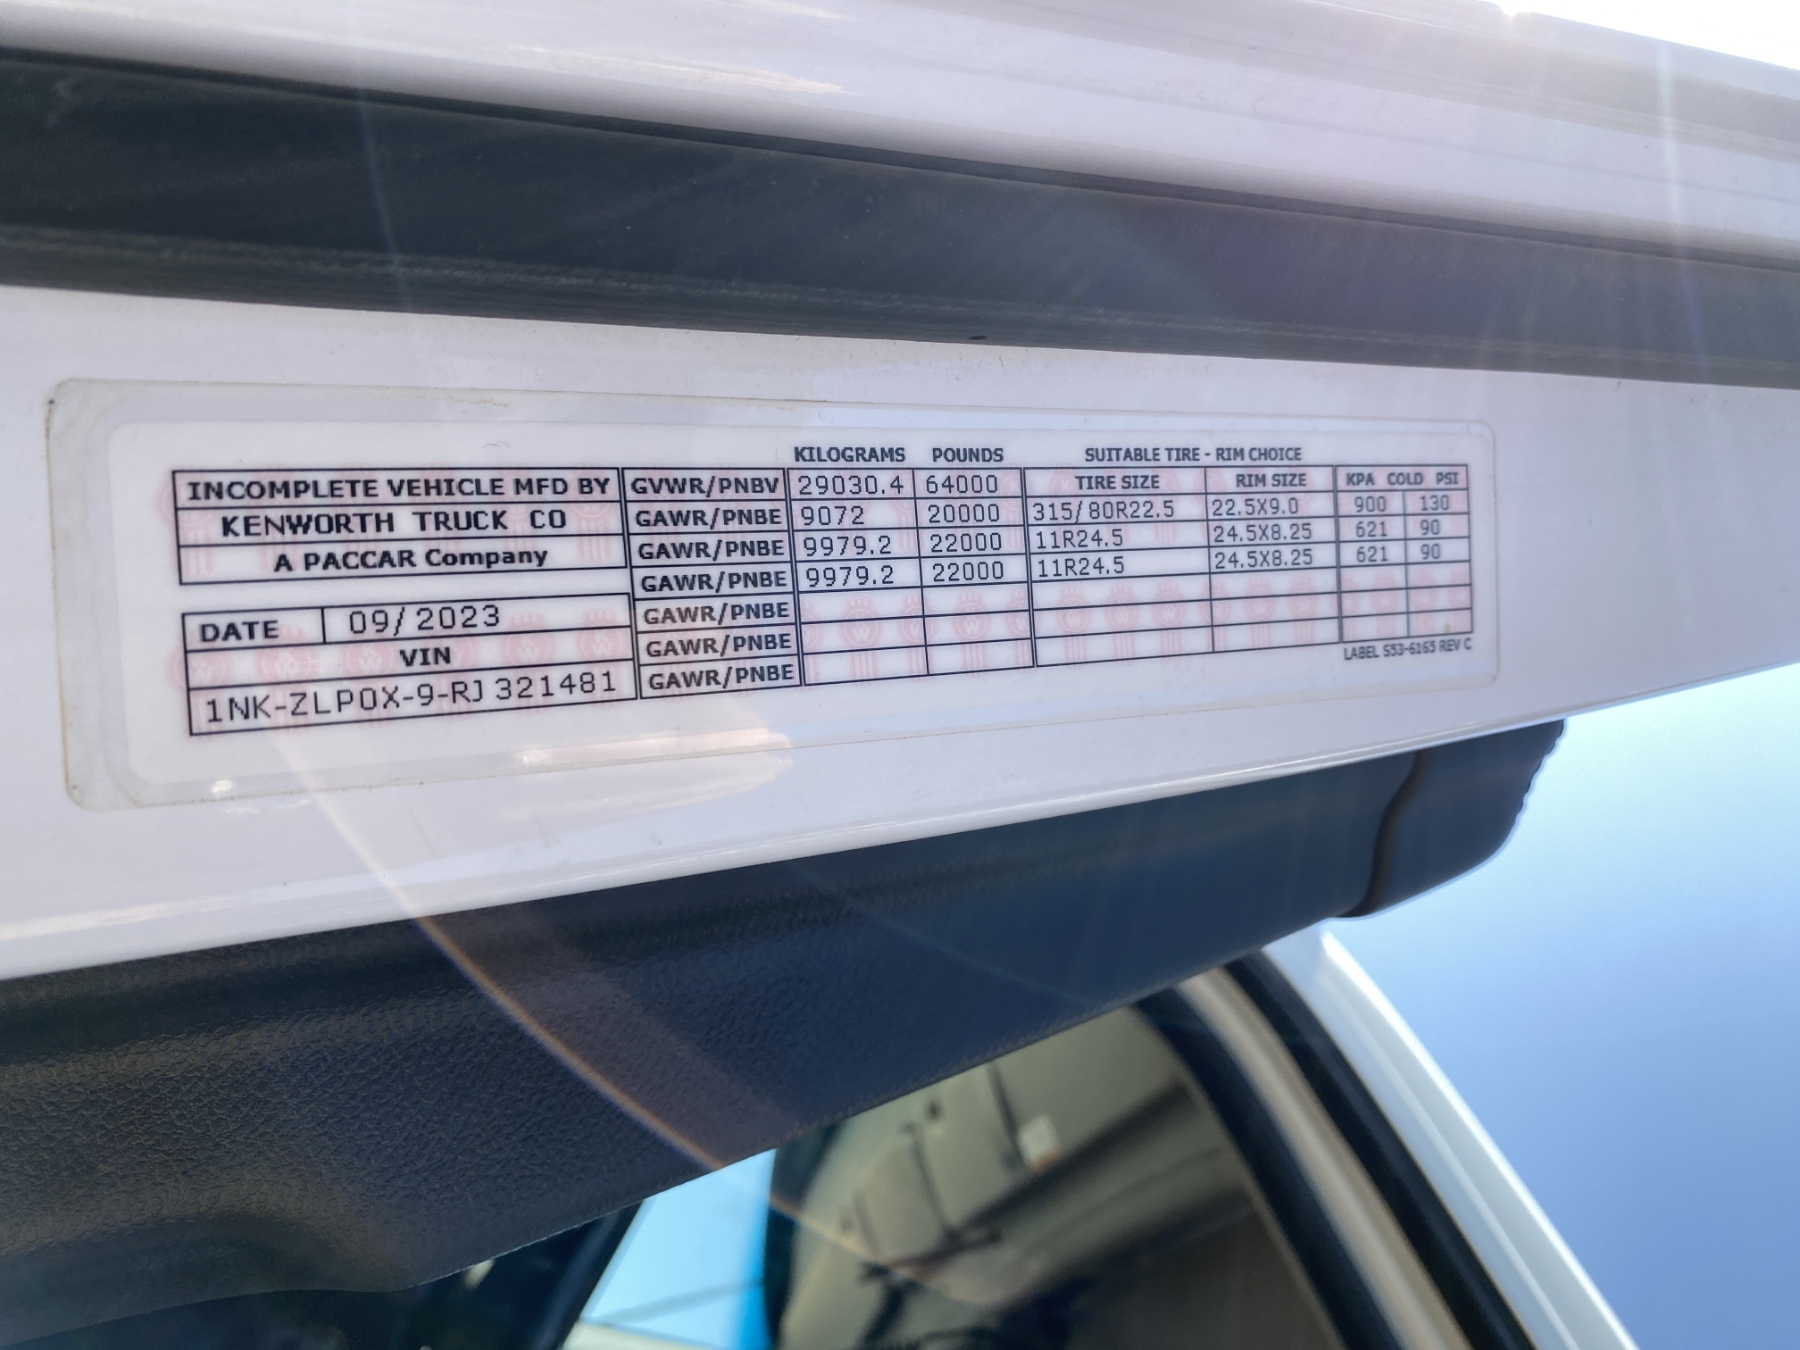 KILOGRAMS POUNDS SUITABLE TIRE - RIM CHOICE
INCOMPLETE VEHICLE MFD BY GVWR/PNBV 29030.4 64000 TIRE SIZE RIM SIZE KPA COLD PSI
KENWORTH TRUCK CO GAWR/PNBE 9072 20000 315/80R22.5 22.5X9.0 900 130
A PACCAR Company GAWR/PNBE 9979.2 22000 11R24.5 24.5X8.25 621 90
GAWR/PNBE 9979.2 22000 11R24.5 24.5X8.25 621 90
DATE 09/2023 GAWR/PNBE
VIN GAWR/PNBE
1NK-ZLP0X-9-RJ321481 GAWR/PNBE
LABEL S53-6165 REV C